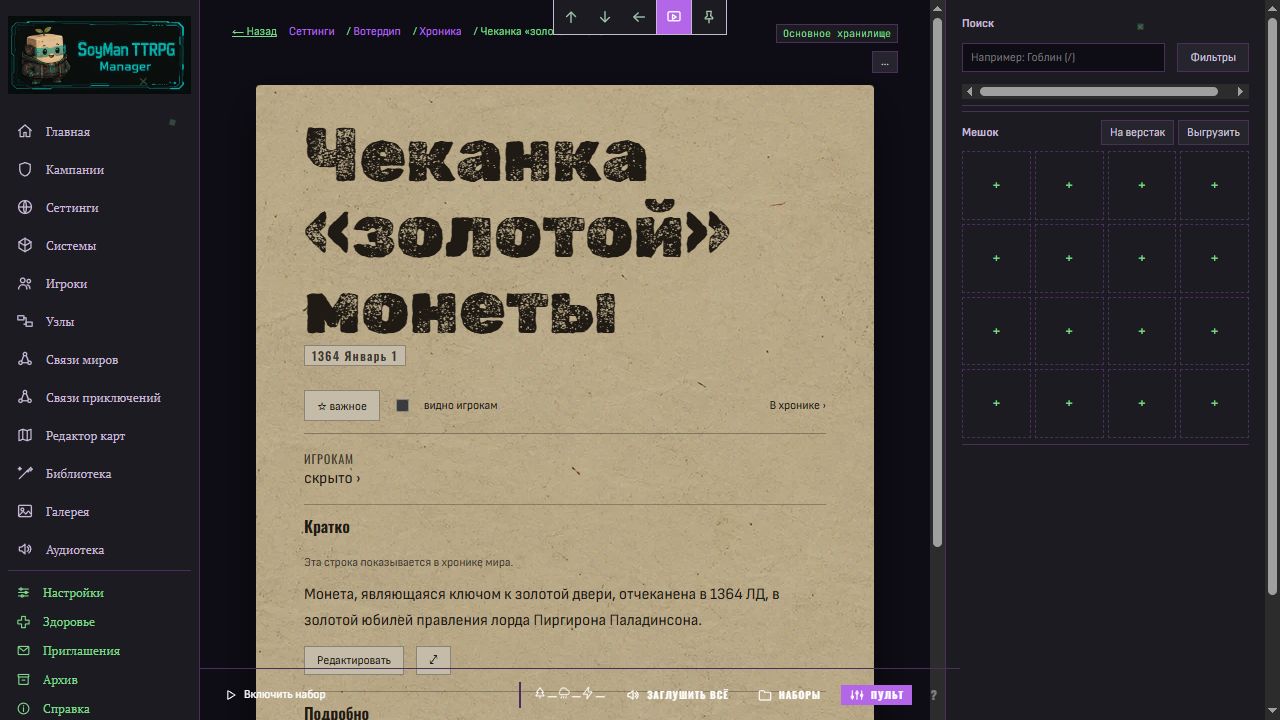 SoyMan TTRPG
Manager
Главная
Кампании
Сеттинги
Системы
Игроки
Узлы
Связи миров
Связи приключений
Редактор карт
Библиотека
Галерея
Аудиотека
Настройки
Здоровье
Приглашения
Архив
Справка
← Назад Сеттинги / Вотердип / Хроника / Чеканка «золо
Основное хранилище
...
Чеканка
«золотой»
монеты
1364 Январь 1
☆ важное видно игрокам В хронике ›
ИГРОКАМ
скрыто ›
Кратко
Эта строка показывается в хронике мира.
Монета, являющаяся ключом к золотой двери, отчеканена в 1364 ЛД, в
золотой юбилей правления лорда Пиргирона Паладинсона.
Редактировать ⤢
Подробно
Включить набор
ЗАГЛУШИТЬ ВСЁ НАБОРЫ ПУЛЬТ ?
Поиск
Например: Гоблин (/) Фильтры
Мешок На верстак Выгрузить
+ + + +
+ + + +
+ + + +
+ + + +